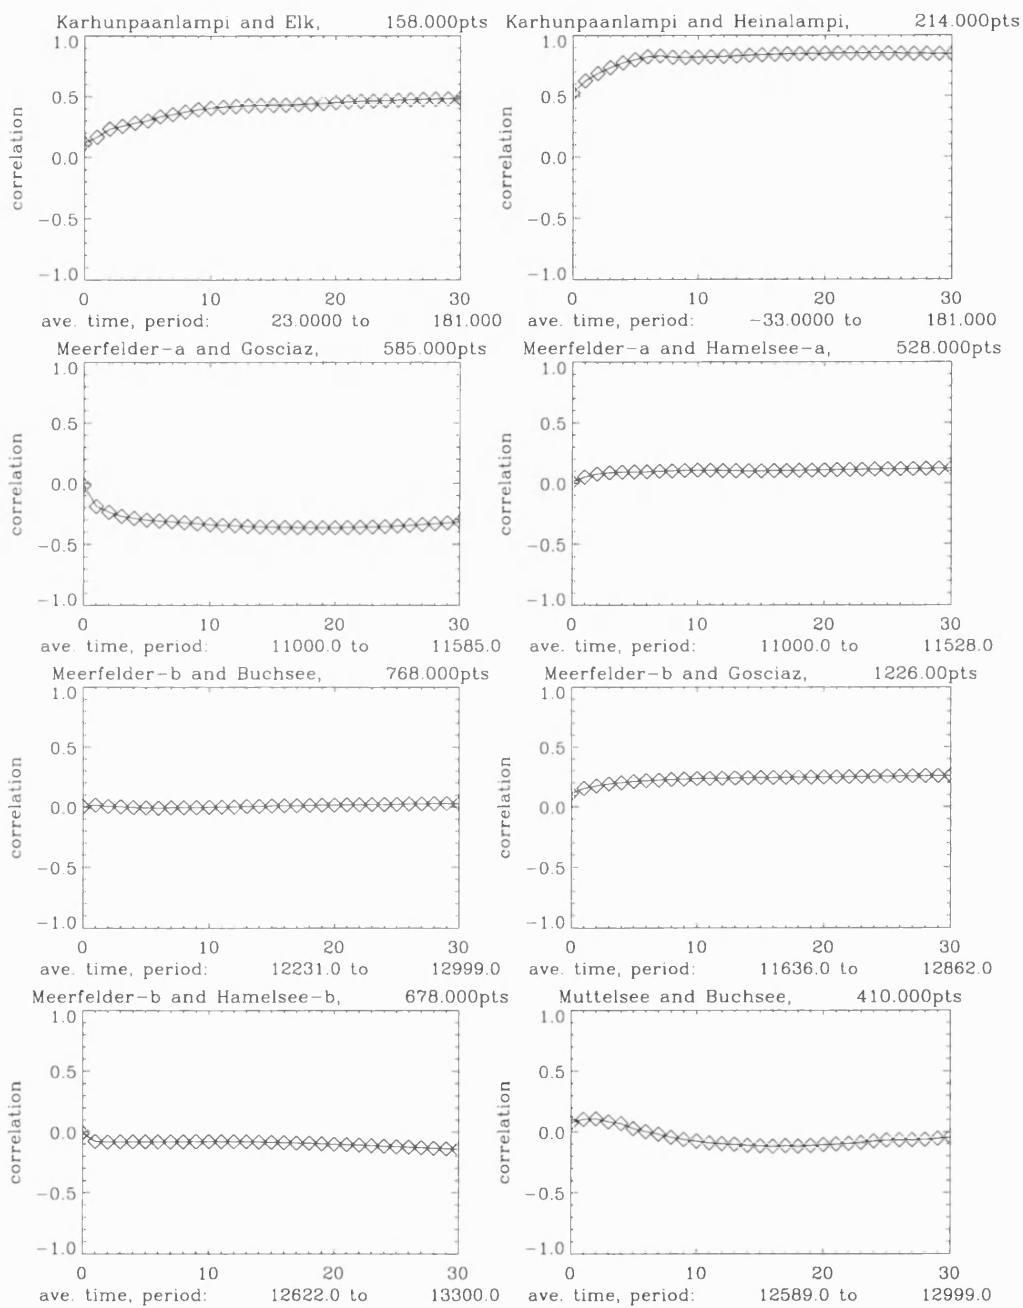 Karhunpaanlampi and Elk, 158.000pts
1.0
0.5
0.0
−0.5
−1.0
correlation
0 10 20 30
ave. time, period: 23.0000 to 181.000
Karhunpaanlampi and Heinalampi, 214.000pts
1.0
0.5
0.0
−0.5
−1.0
correlation
0 10 20 30
ave. time, period: −33.0000 to 181.000
Meerfelder−a and Gosciaz, 585.000pts
1.0
0.5
0.0
−0.5
−1.0
correlation
0 10 20 30
ave. time, period: 11000.0 to 11585.0
Meerfelder−a and Hamelsee−a, 528.000pts
1.0
0.5
0.0
−0.5
−1.0
correlation
0 10 20 30
ave. time, period: 11000.0 to 11528.0
Meerfelder−b and Buchsee, 768.000pts
1.0
0.5
0.0
−0.5
−1.0
correlation
0 10 20 30
ave. time, period: 12231.0 to 12999.0
Meerfelder−b and Gosciaz, 1226.00pts
1.0
0.5
0.0
−0.5
−1.0
correlation
0 10 20 30
ave. time, period: 11636.0 to 12862.0
Meerfelder−b and Hamelsee−b, 678.000pts
1.0
0.5
0.0
−0.5
−1.0
correlation
0 10 20 30
ave. time, period: 12622.0 to 13300.0
Muttelsee and Buchsee, 410.000pts
1.0
0.5
0.0
−0.5
−1.0
correlation
0 10 20 30
ave. time, period: 12589.0 to 12999.0